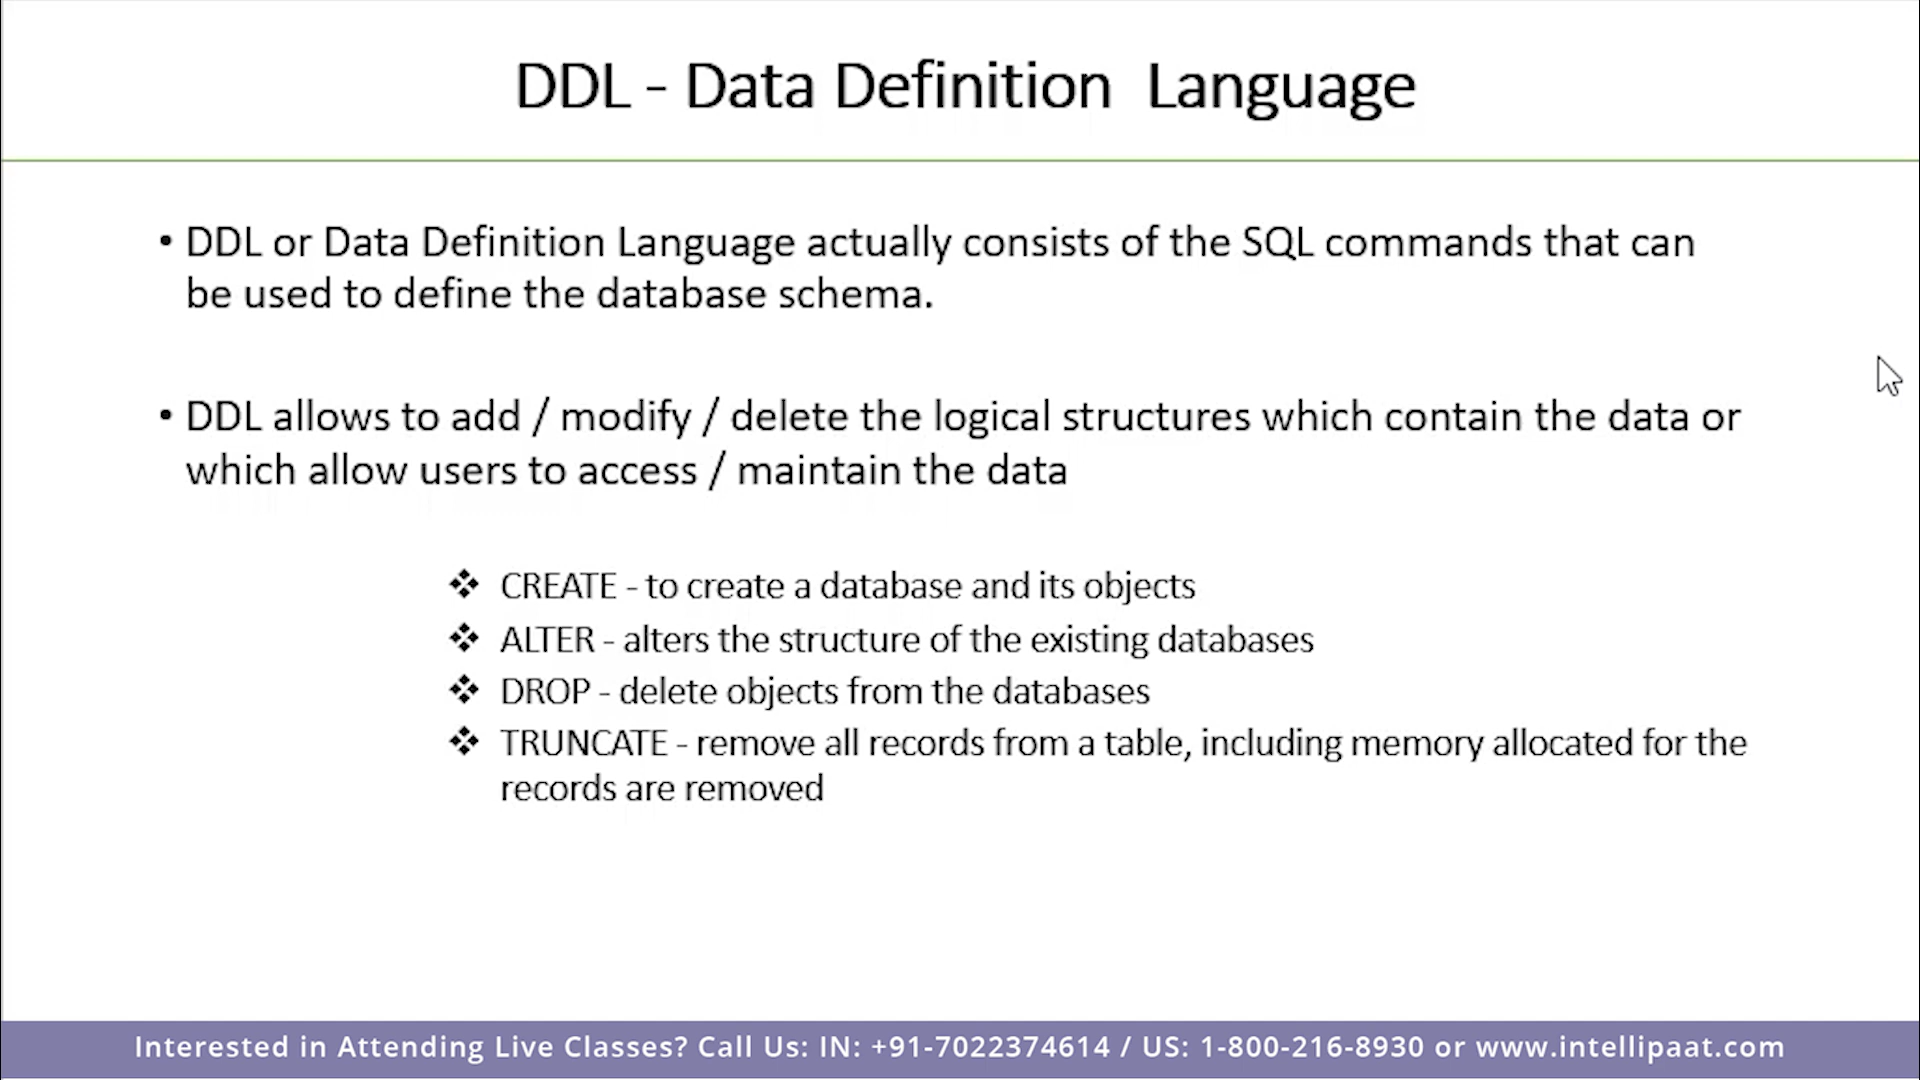 DDL - Data Definition Language
• DDL or Data Definition Language actually consists of the SQL commands that can
be used to define the database schema.
• DDL allows to add / modify / delete the logical structures which contain the data or
which allow users to access / maintain the data
❖ CREATE - to create a database and its objects
❖ ALTER - alters the structure of the existing databases
❖ DROP - delete objects from the databases
❖ TRUNCATE - remove all records from a table, including memory allocated for the
records are removed
Interested in Attending Live Classes? Call Us: IN: +91-7022374614 / US: 1-800-216-8930 or www.intellipaat.com